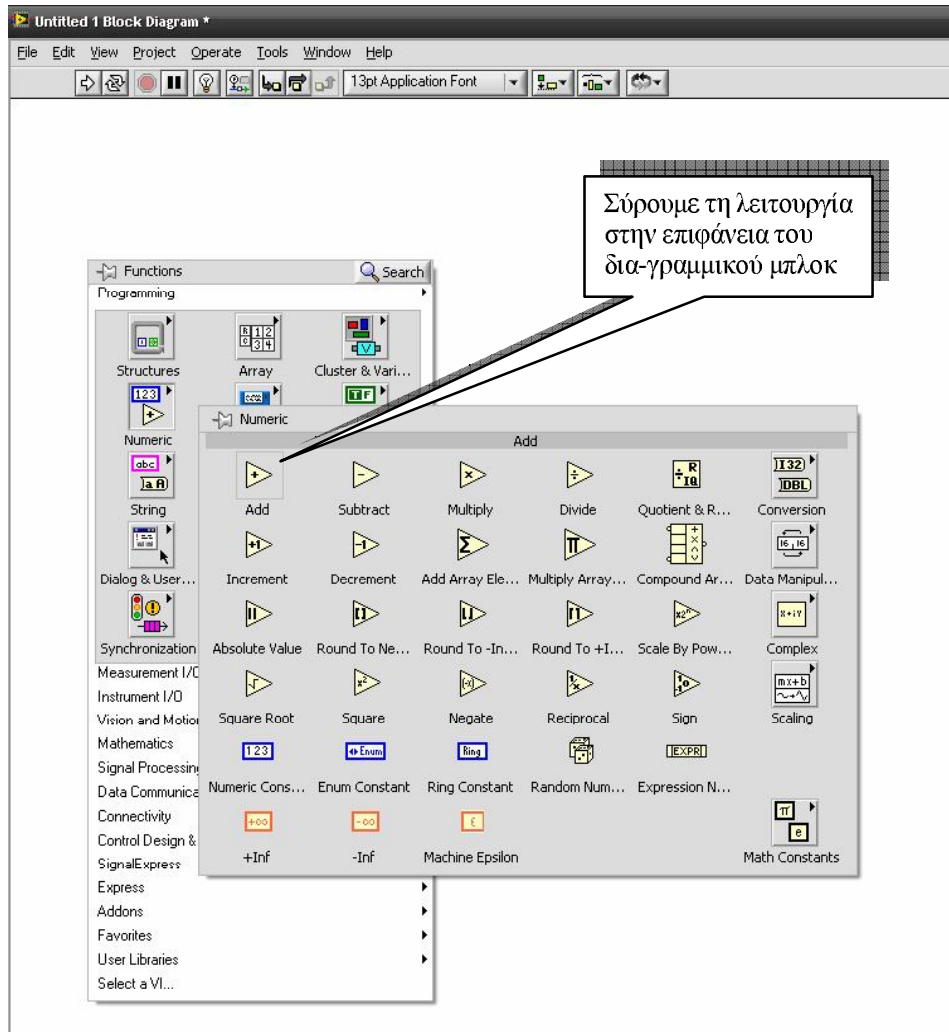 Untitled 1 Block Diagram *
File Edit View Project Operate Tools Window Help
13pt Application Font
Σύρουμε τη λειτουργία
στην επιφάνεια του
δια-γραμμικού μπλοκ
Functions Search
Programming
Structures Array Cluster & Vari...
Numeric
String
Dialog & User...
Synchronization
Measurement I/O
Instrument I/O
Vision and Motion
Mathematics
Signal Processing
Data Communica
Connectivity
Control Design &
SignalExpress
Express
Addons
Favorites
User Libraries
Select a VI...
Numeric
Add
Add Subtract Multiply Divide Quotient & R... Conversion
Increment Decrement Add Array Ele... Multiply Array... Compound Ar... Data Manipul...
Absolute Value Round To Ne... Round To -In... Round To +I... Scale By Pow... Complex
Square Root Square Negate Reciprocal Sign Scaling
Numeric Cons... Enum Constant Ring Constant Random Num... Expression N...
+Inf -Inf Machine Epsilon Math Constants